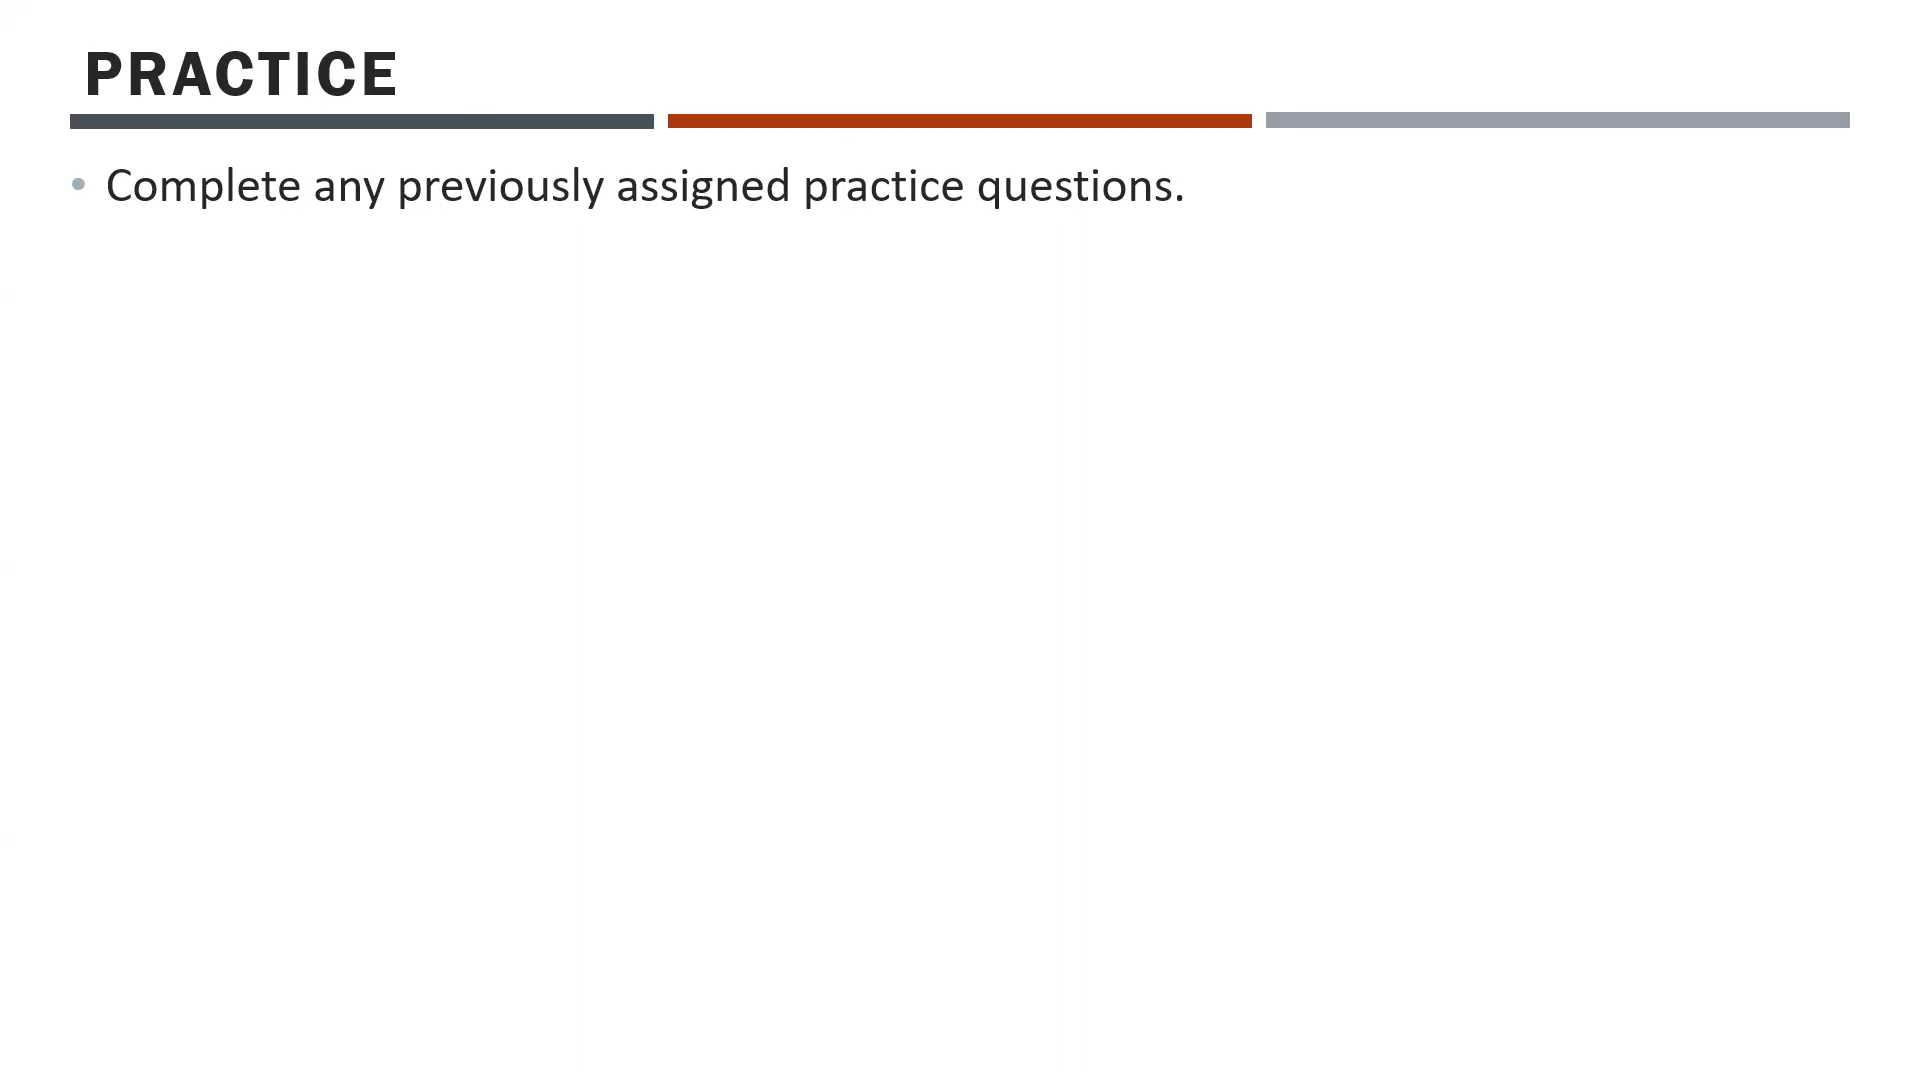 PRACTICE
• Complete any previously assigned practice questions.